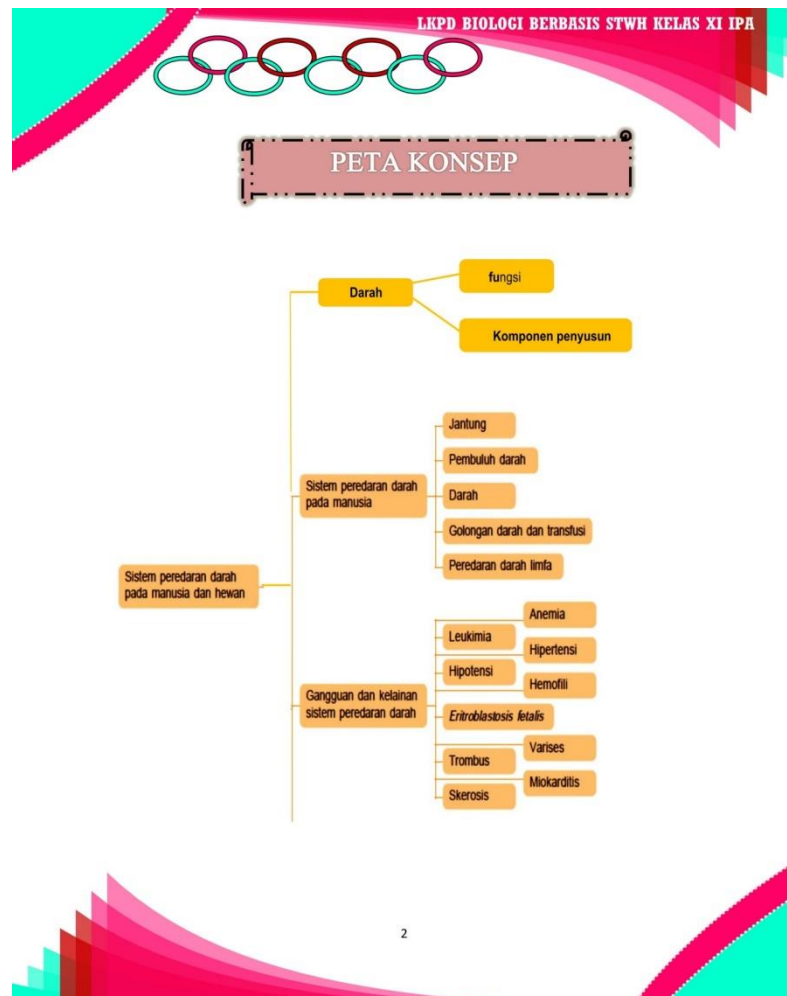 LKPD BIOLOGI BERBASIS STWH KELAS XI IPA
PETA KONSEP
Darah
fungsi
Komponen penyusun
Sistem peredaran darah
pada manusia dan hewan
Sistem peredaran darah
pada manusia
Jantung
Pembuluh darah
Darah
Golongan darah dan transfusi
Peredaran darah limfa
Gangguan dan kelainan
sistem peredaran darah
Anemia
Leukimia
Hipertensi
Hipotensi
Hemofili
Eritroblastosis fetalis
Varises
Trombus
Miokarditis
Skerosis
2